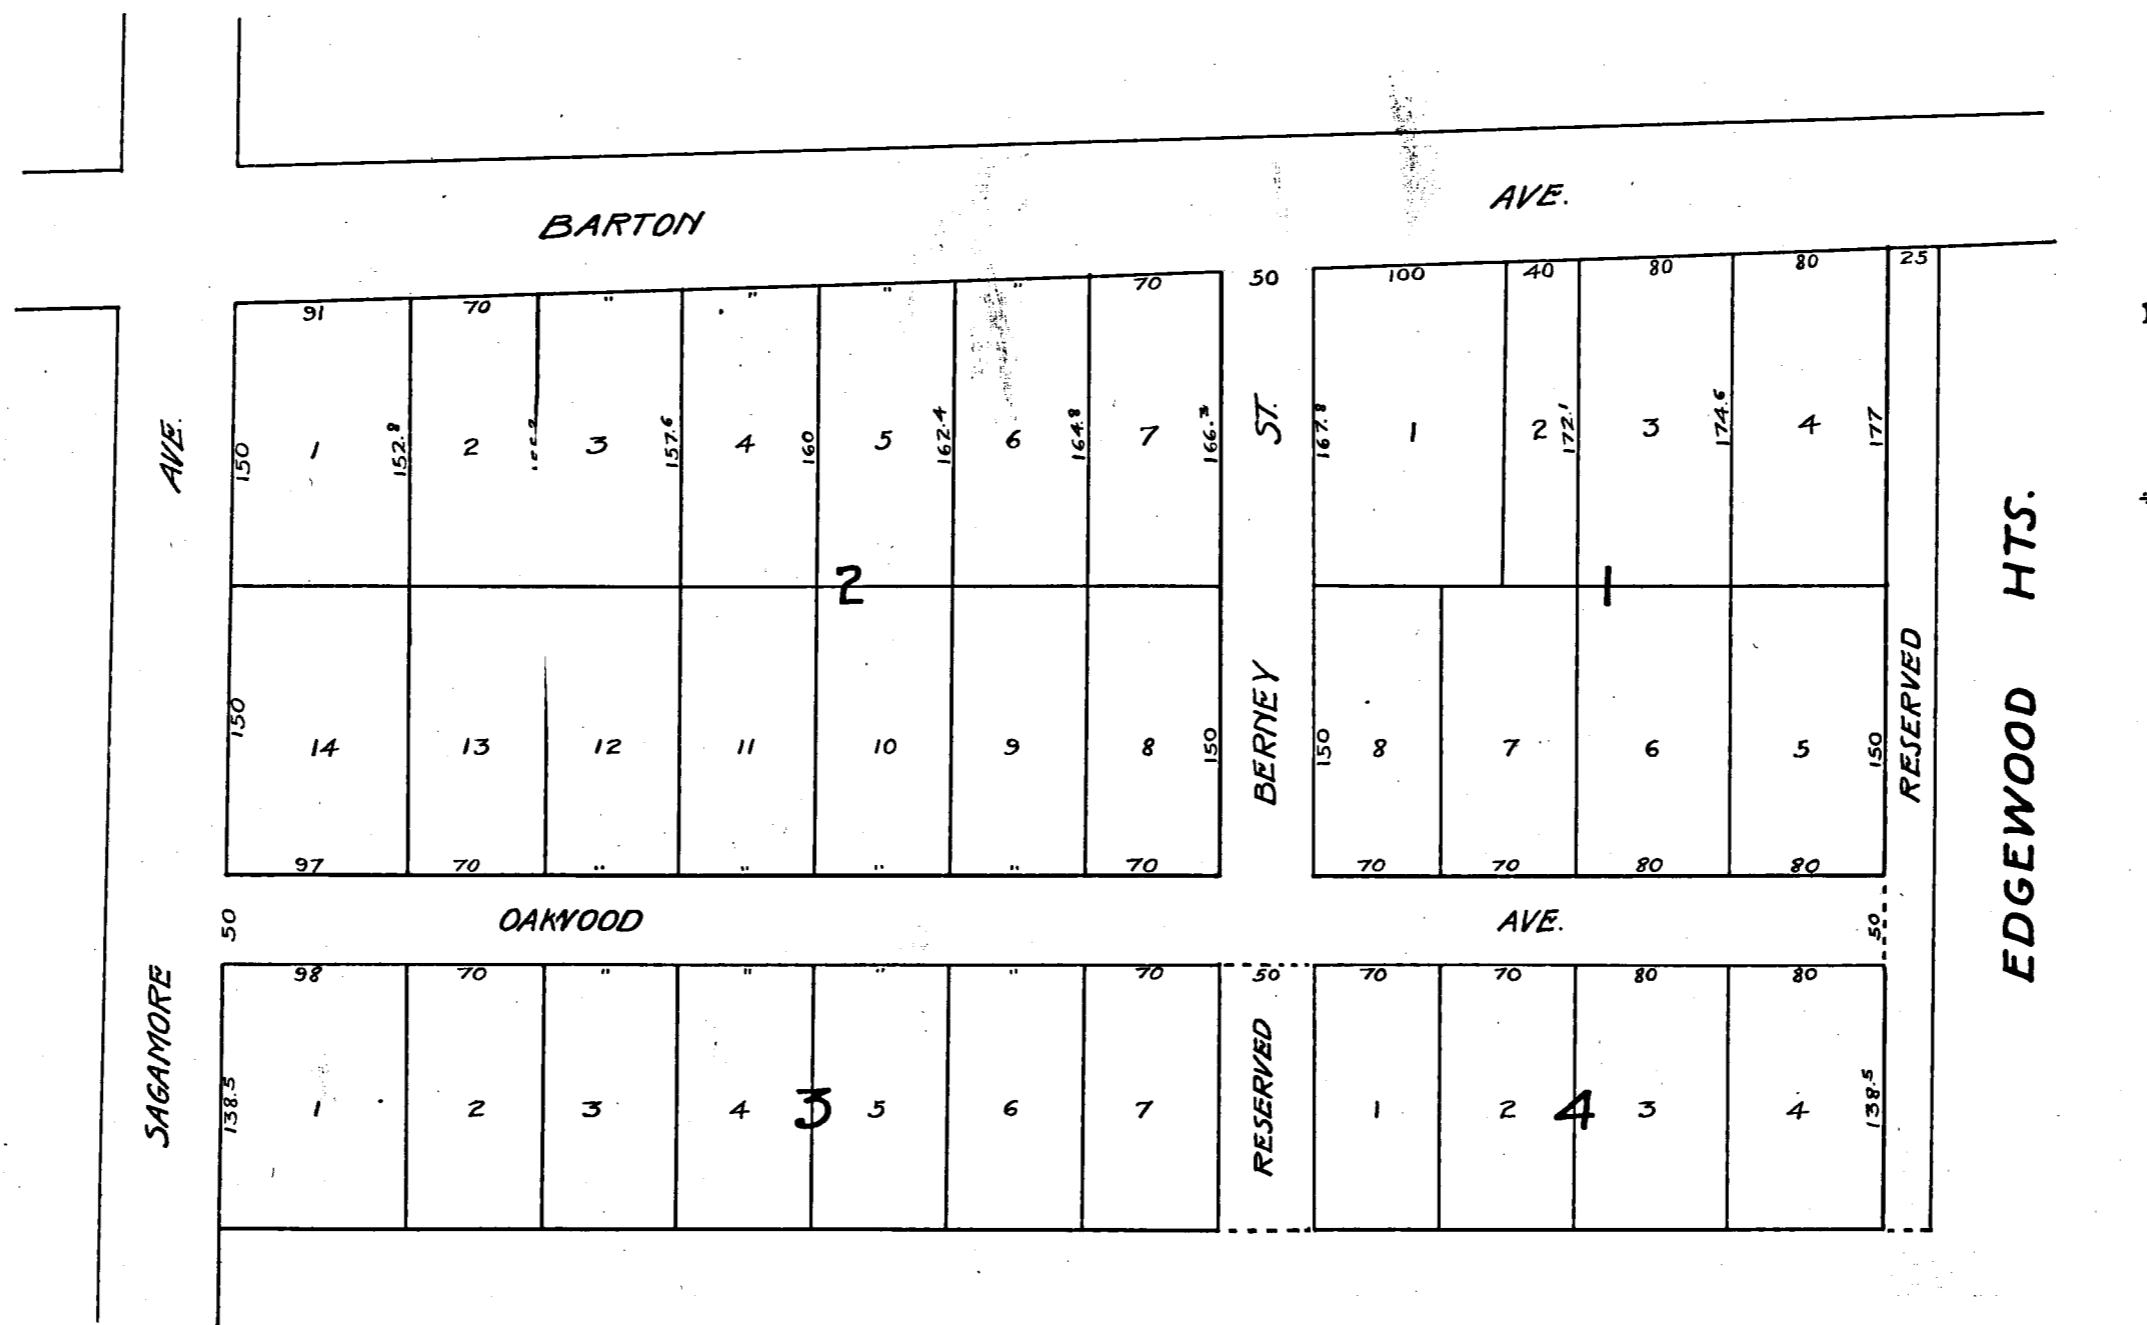 BARTON AVE.
91 70 " " " " 70 50 100 40 80 80 25
150 1 152.8 2 3 157.6 4 160 5 162.4 6 164.8 7 ST. 167.8 1 2 172.1 3 174.6 4 177
AVE.
2 1
150 14 13 12 11 10 9 8 150 BERNEY 150 8 7 6 5 150 RESERVED
97 70 " " " " 70 70 70 80 80
50 OAKWOOD AVE. 50
98 70 " " " " 70 50 70 70 80 80
SAGAMORE 138.5 1 2 3 4 3 5 6 7 RESERVED 1 2 4 3 4 138.5
EDGEWOOD HTS.